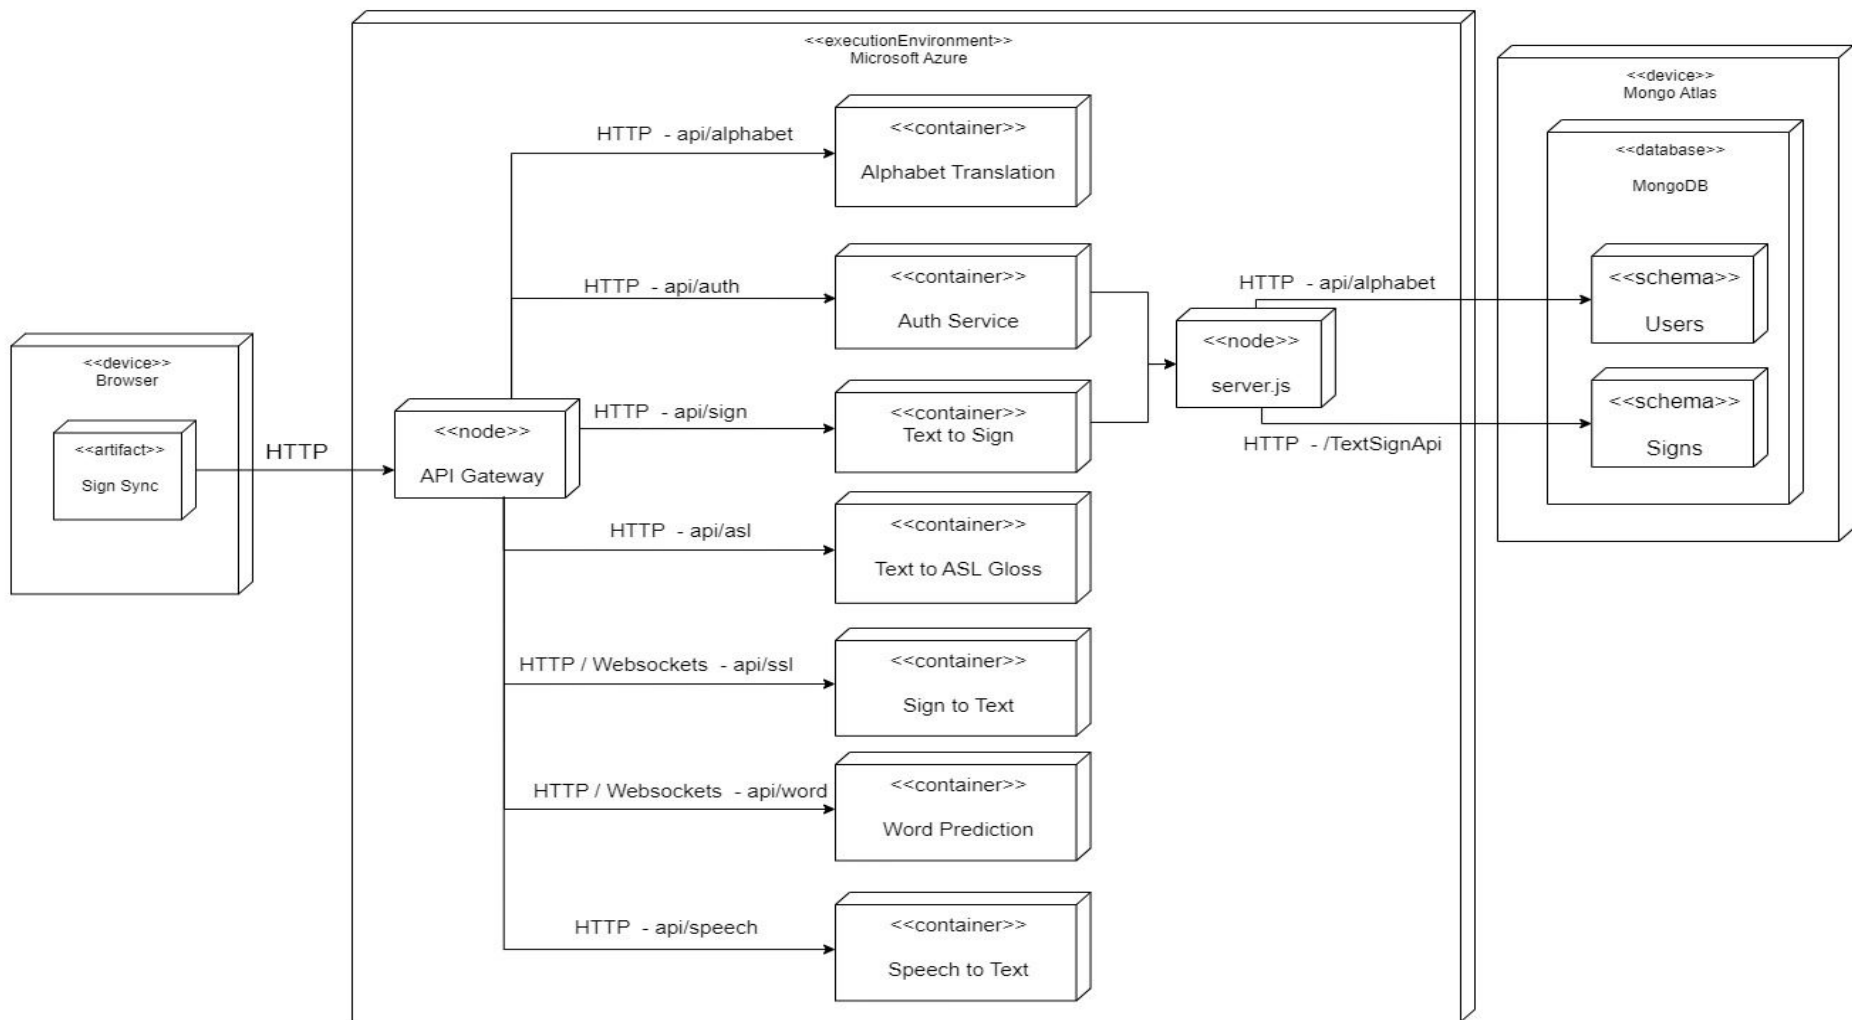 <<executionEnvironment>>
Microsoft Azure
<<device>>
Browser
<<artifact>>
Sign Sync
HTTP
<<node>>
API Gateway
HTTP - api/alphabet
<<container>>
Alphabet Translation
HTTP - api/auth
<<container>>
Auth Service
HTTP - api/sign
<<container>>
Text to Sign
HTTP - api/asl
<<container>>
Text to ASL Gloss
HTTP / Websockets - api/ssl
<<container>>
Sign to Text
HTTP / Websockets - api/word
<<container>>
Word Prediction
HTTP - api/speech
<<container>>
Speech to Text
<<node>>
server.js
HTTP - api/alphabet
HTTP - /TextSignApi
<<device>>
Mongo Atlas
<<database>>
MongoDB
<<schema>>
Users
<<schema>>
Signs